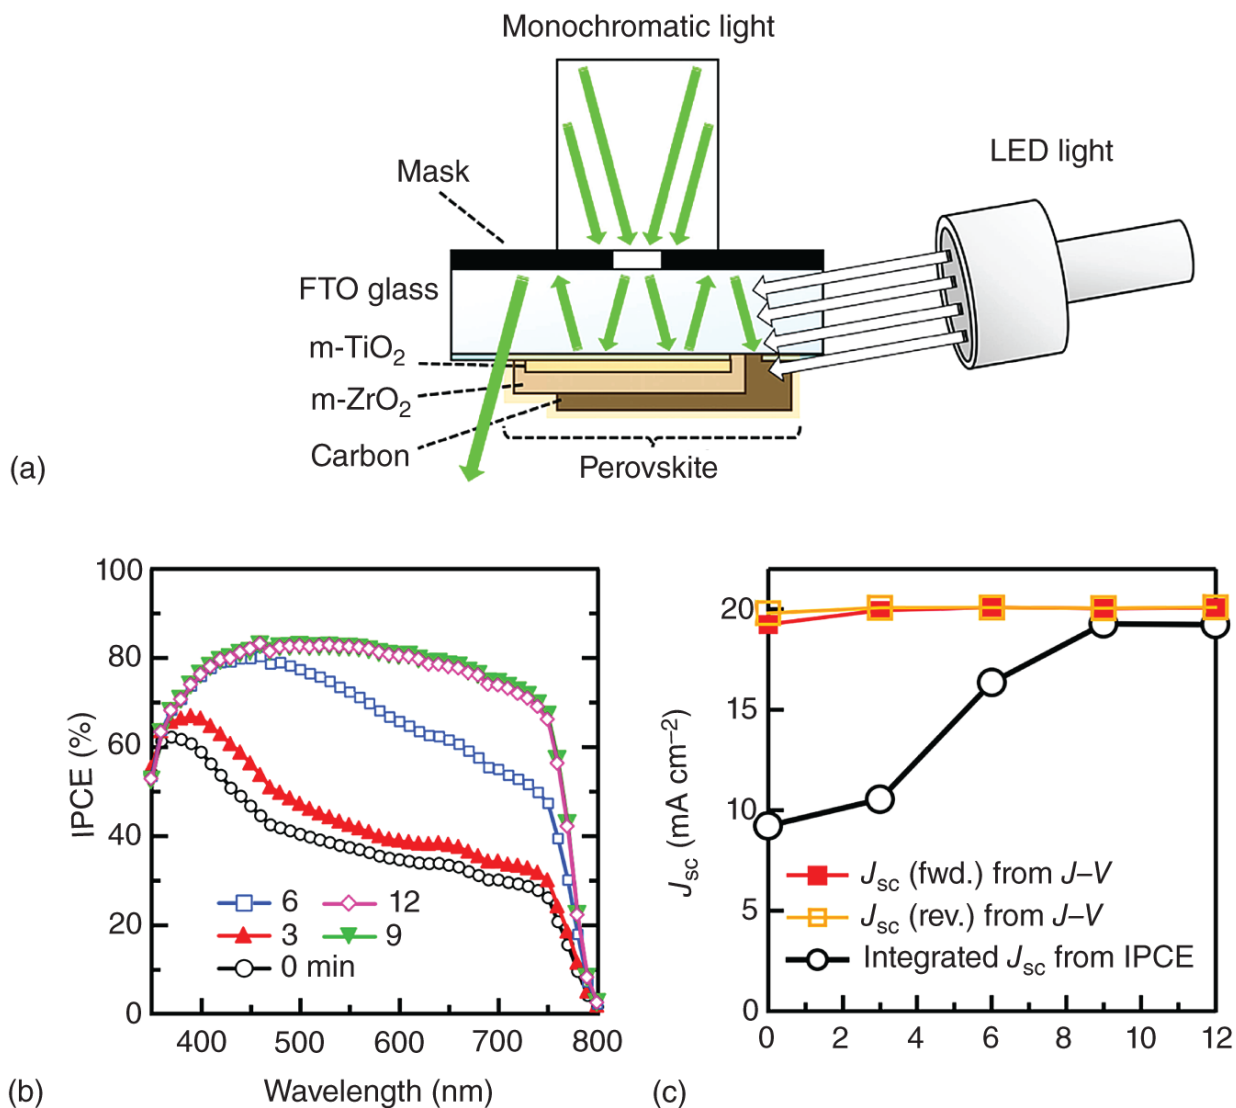 Monochromatic light
LED light
Mask
FTO glass
m-TiO₂
m-ZrO₂
Carbon
Perovskite
(a)
100
80
60
40
20
0
IPCE (%)
6
12
3
9
0 min
400
500
600
700
800
Wavelength (nm)
(b)
20
15
10
5
0
Jsc (mA cm⁻²)
Jsc (fwd.) from J–V
Jsc (rev.) from J–V
Integrated Jsc from IPCE
0
2
4
6
8
10
12
(c)